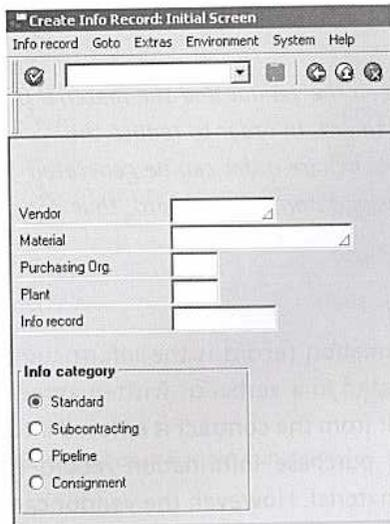 Create Info Record: Initial Screen
Info record Goto Extras Environment System Help
Vendor
Material
Purchasing Org.
Plant
Info record
Info category
Standard
Subcontracting
Pipeline
Consignment